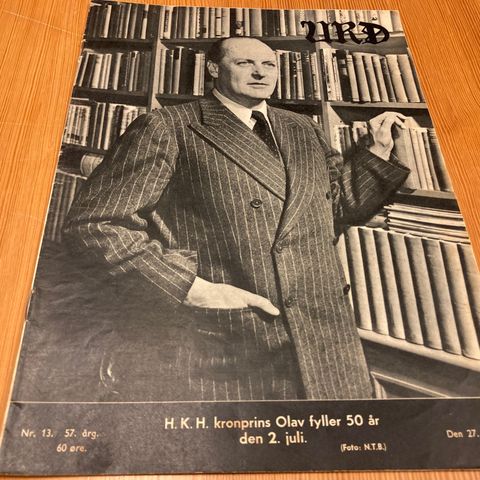 URD
H. K. H. kronprins Olav fyller 50 år
den 2. juli.
Nr. 13. 57. årg.
60 øre.
(Foto: N.T.B.)
Den 27.